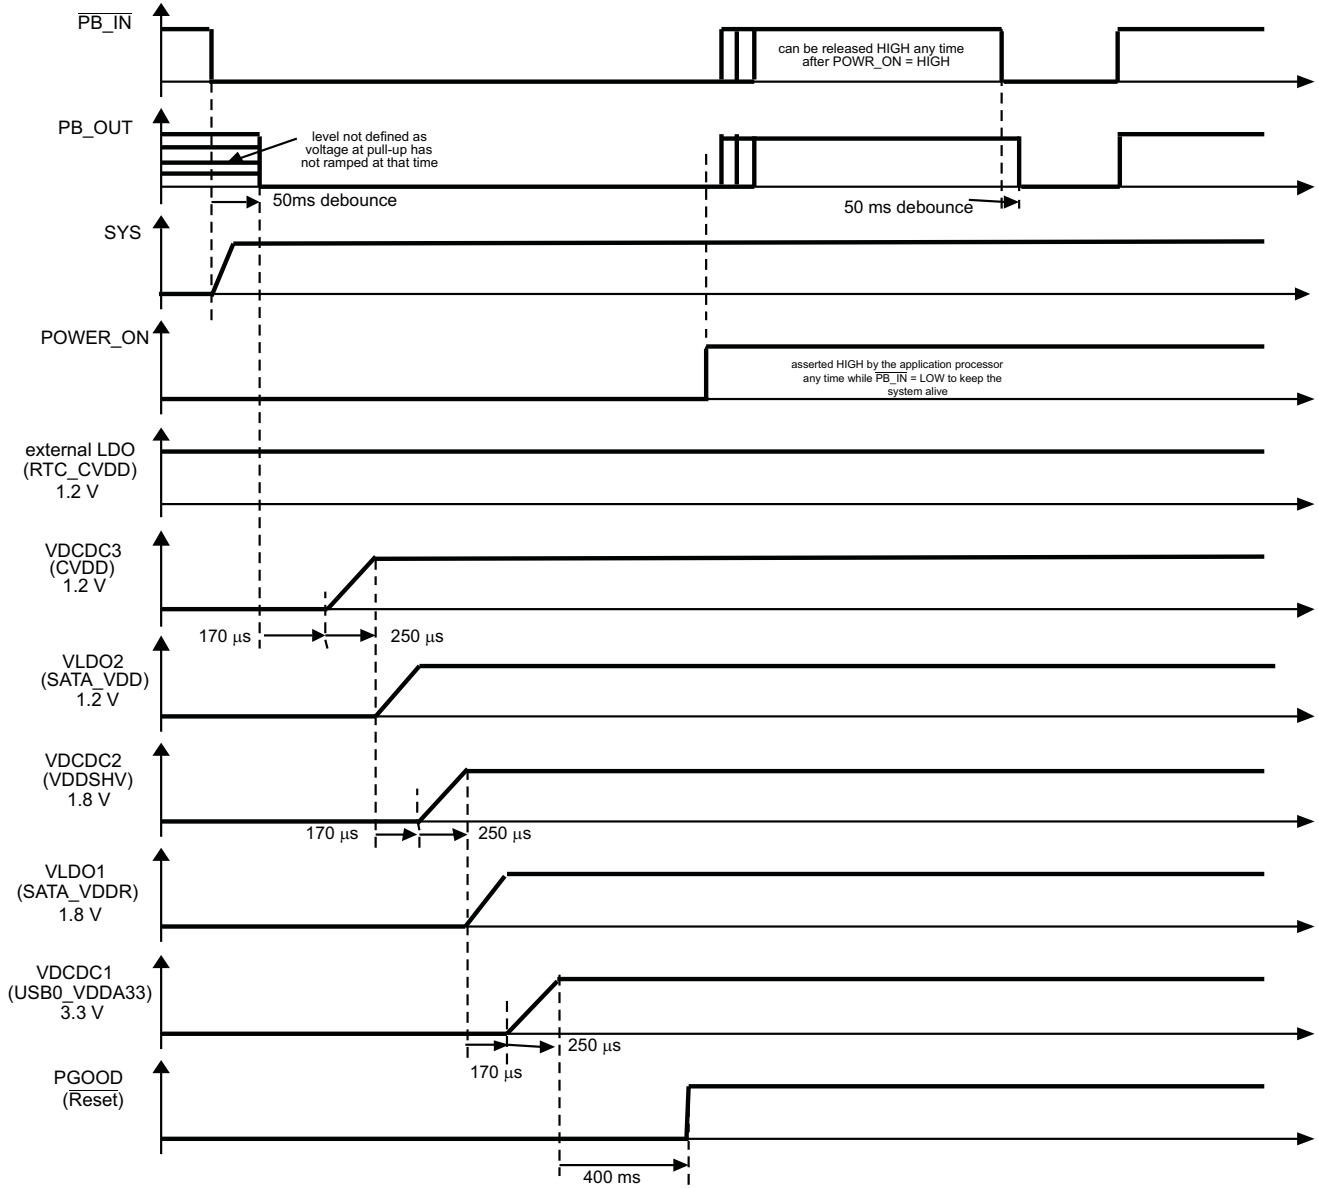 PB_IN
can be released HIGH any time
after POWR_ON = HIGH
PB_OUT
level not defined as
voltage at pull-up has
not ramped at that time
50ms debounce
50 ms debounce
SYS
POWER_ON
asserted HIGH by the application processor
any time while PB_IN = LOW to keep the
system alive
external LDO
(RTC_CVDD)
1.2 V
VDCDC3
(CVDD)
1.2 V
170 μs
250 μs
VLDO2
(SATA_VDD)
1.2 V
VDCDC2
(VDDSHV)
1.8 V
170 μs
250 μs
VLDO1
(SATA_VDDR)
1.8 V
VDCDC1
(USB0_VDDA33)
3.3 V
250 μs
170 μs
PGOOD
(Reset)
400 ms